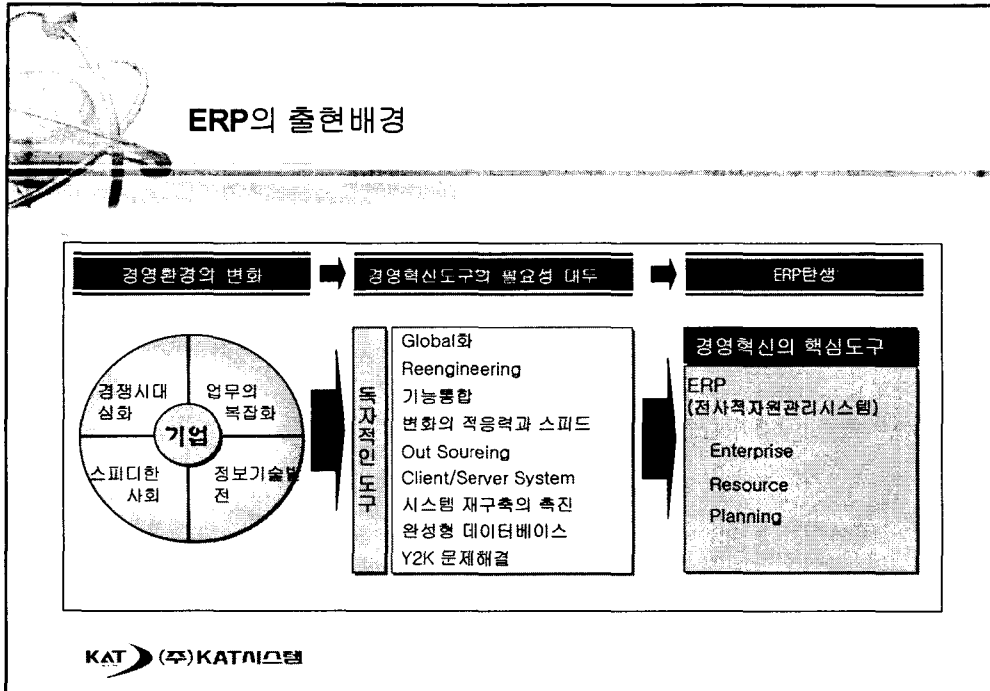 ERP의 출현배경
경영환경의 변화
경영혁신도구의 필요성 대두
ERP탄생
경쟁시대
심화
업무의
복잡화
기업
스피디한
사회
정보기술발
전
독자적인 도구
Global화
Reengineering
기능통합
변화의 적응력과 스피드
Out Soureing
Client/Server System
시스템 재구축의 촉진
완성형 데이터베이스
Y2K 문제해결
경영혁신의 핵심도구
ERP
(전사적자원관리시스템)
Enterprise
Resource
Planning
KAT (주)KAT시스템